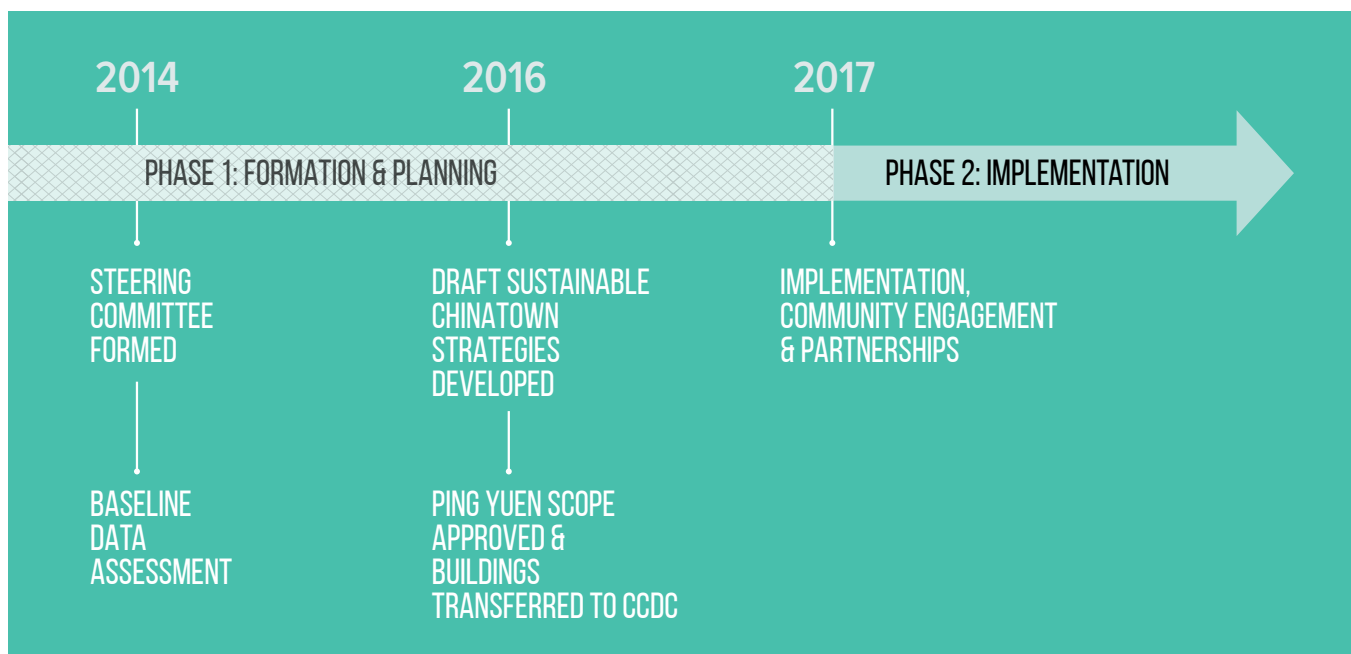 2014
2016
2017
PHASE 1: FORMATION & PLANNING
PHASE 2: IMPLEMENTATION
STEERING
COMMITTEE
FORMED
BASELINE
DATA
ASSESSMENT
DRAFT SUSTAINABLE
CHINATOWN
STRATEGIES
DEVELOPED
PING YUEN SCOPE
APPROVED &
BUILDINGS
TRANSFERRED TO CCDC
IMPLEMENTATION,
COMMUNITY ENGAGEMENT
& PARTNERSHIPS